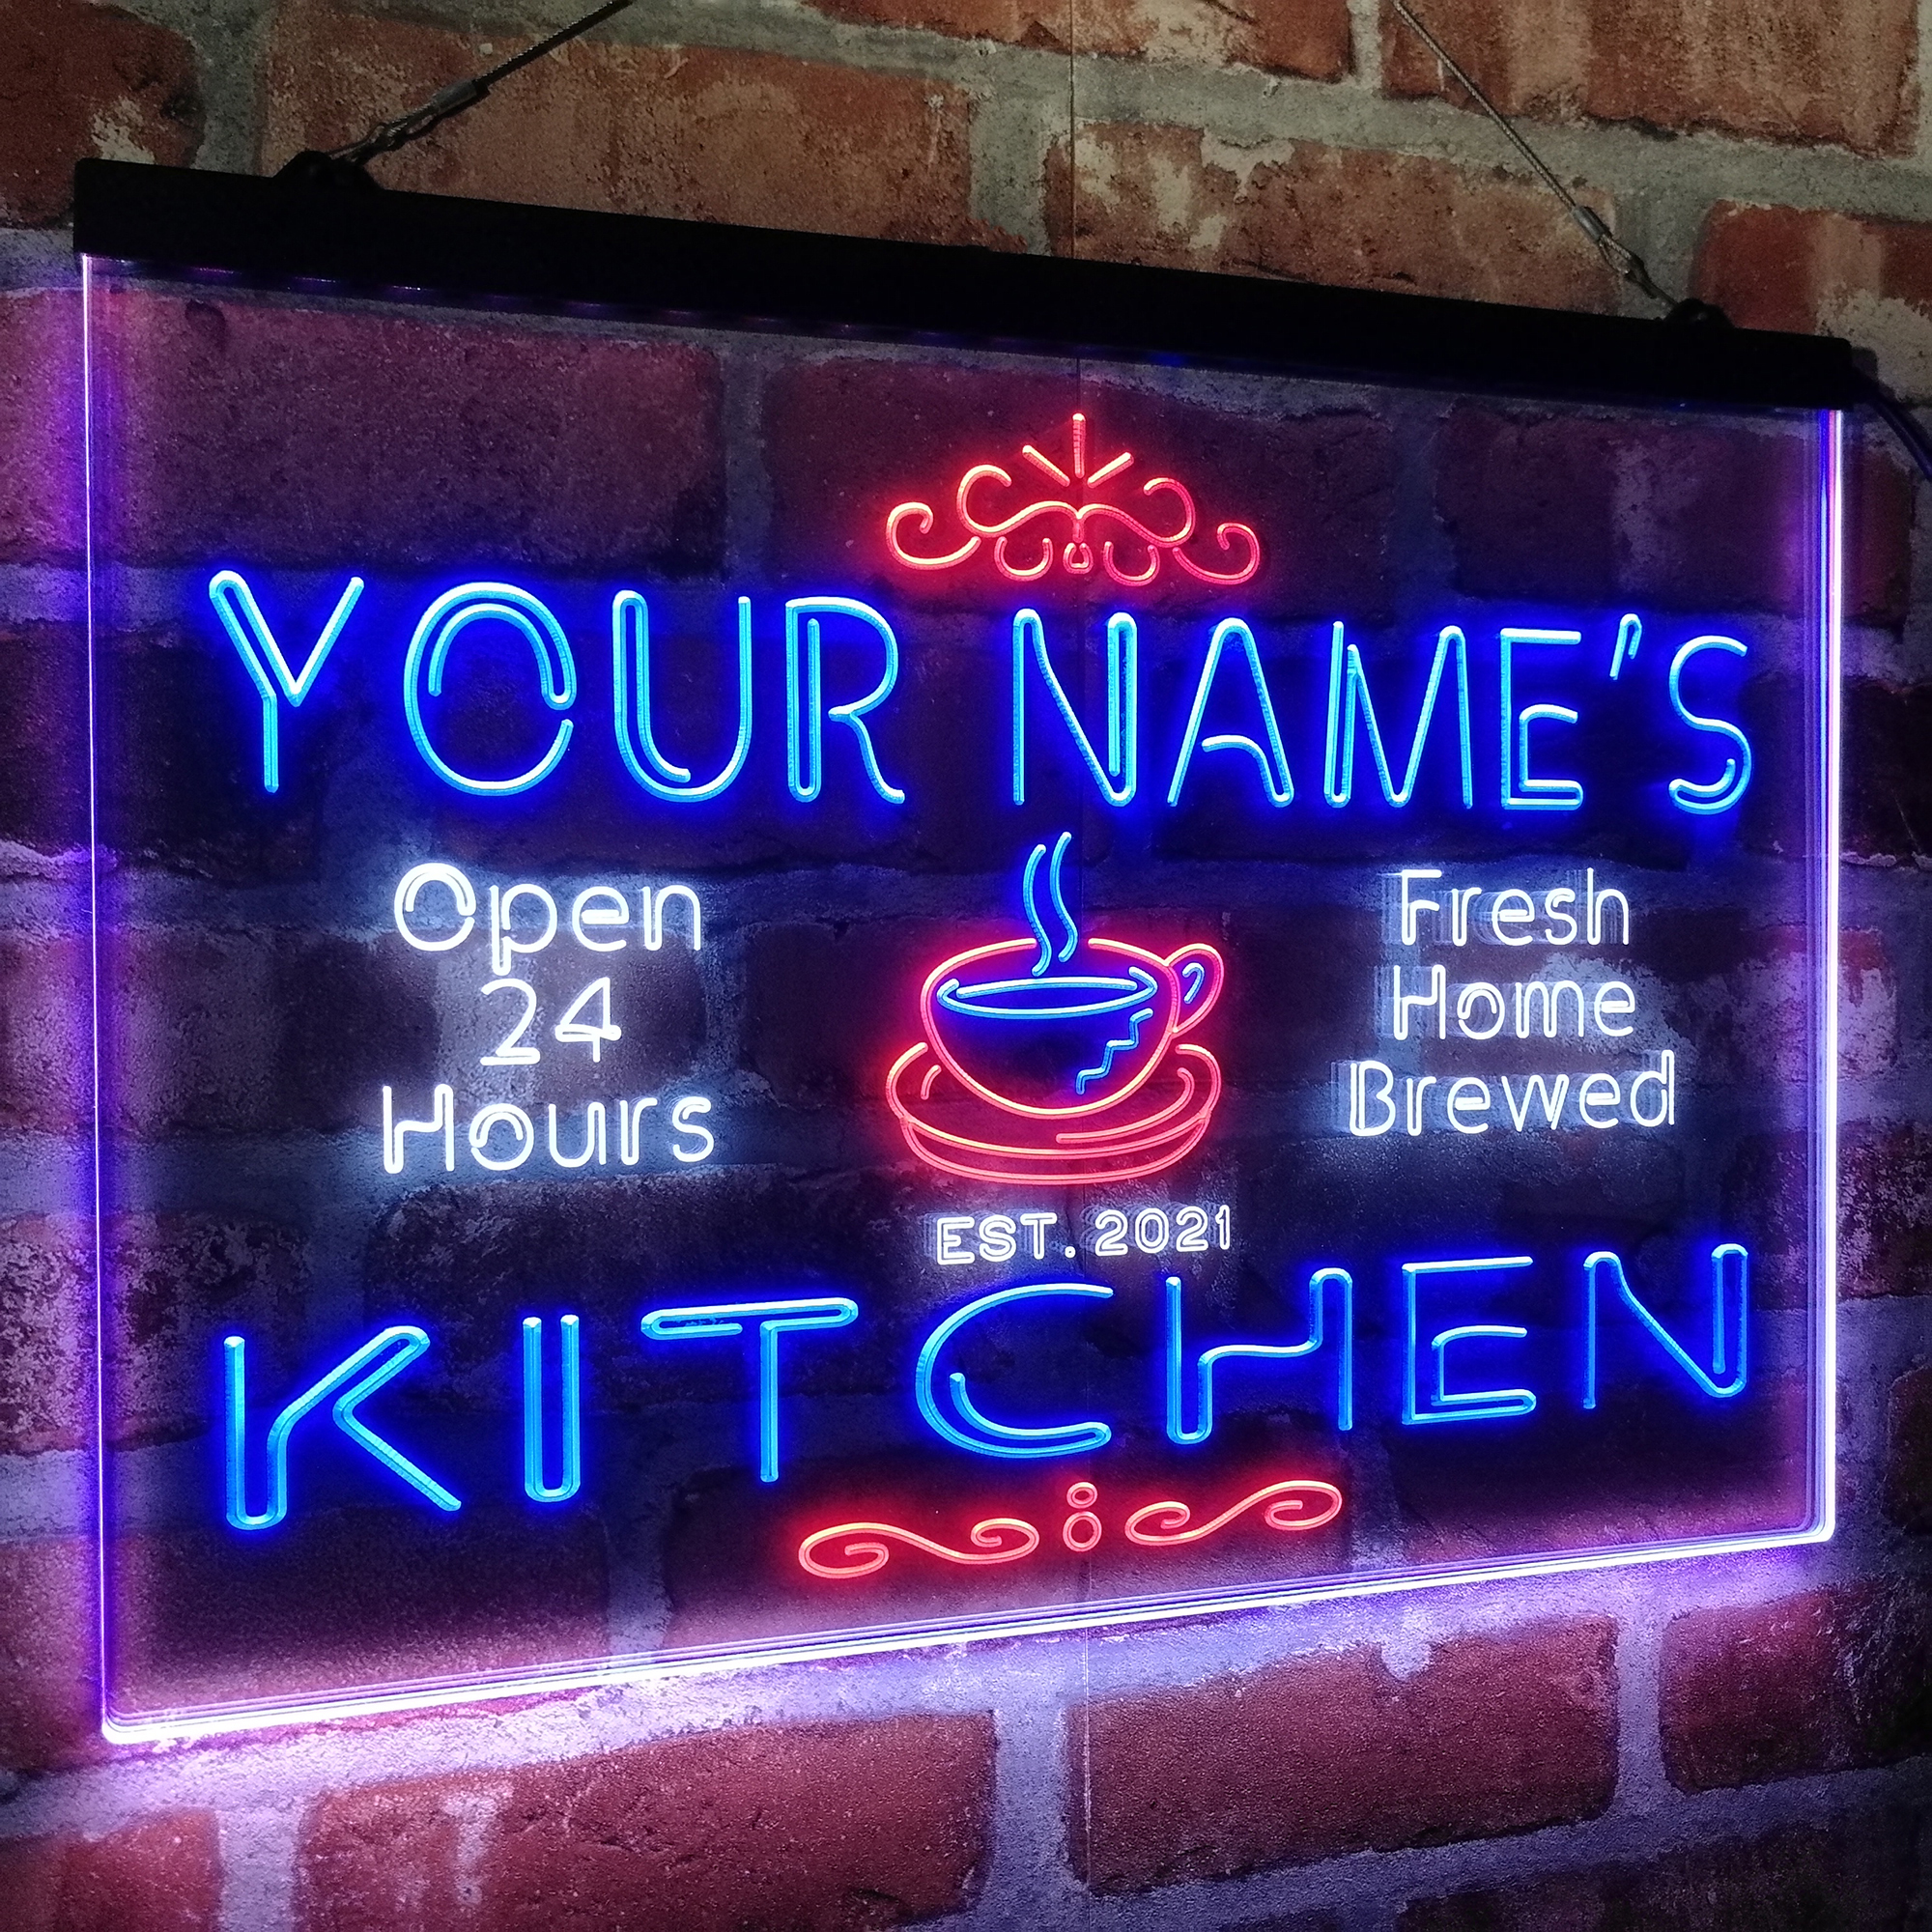 YOUR NAME'S
Open
24
Hours
Fresh
Home
Brewed
EST. 2021
KITCHEN